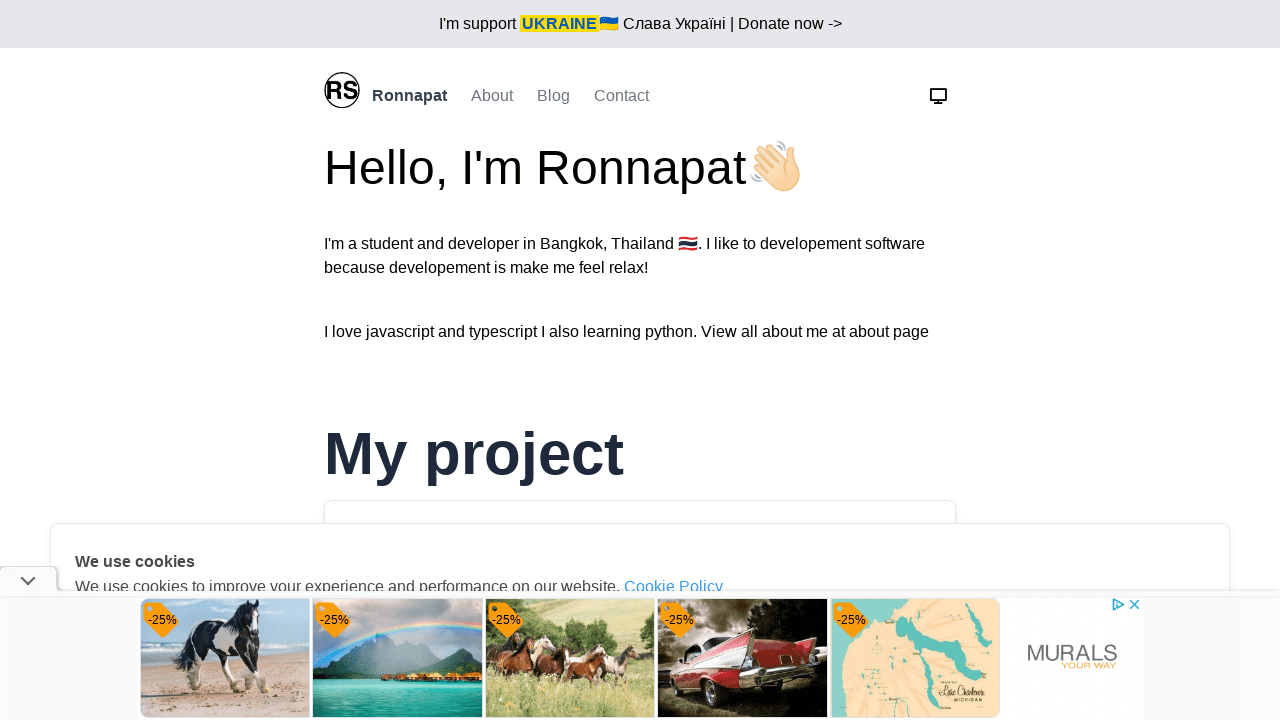 I'm support UKRAINE🇺🇦 Слава Україні | Donate now ->
RS Ronnapat About Blog Contact
Hello, I'm Ronnapat👋🏻
I'm a student and developer in Bangkok, Thailand 🇹🇭. I like to developement software
because developement is make me feel relax!
I love javascript and typescript I also learning python. View all about me at about page
My project
We use cookies
We use cookies to improve your experience and performance on our website. Cookie Policy
-25% -25% -25% -25% -25%
MURALS
YOUR WAY
Lake Charlevoix
MICHIGAN